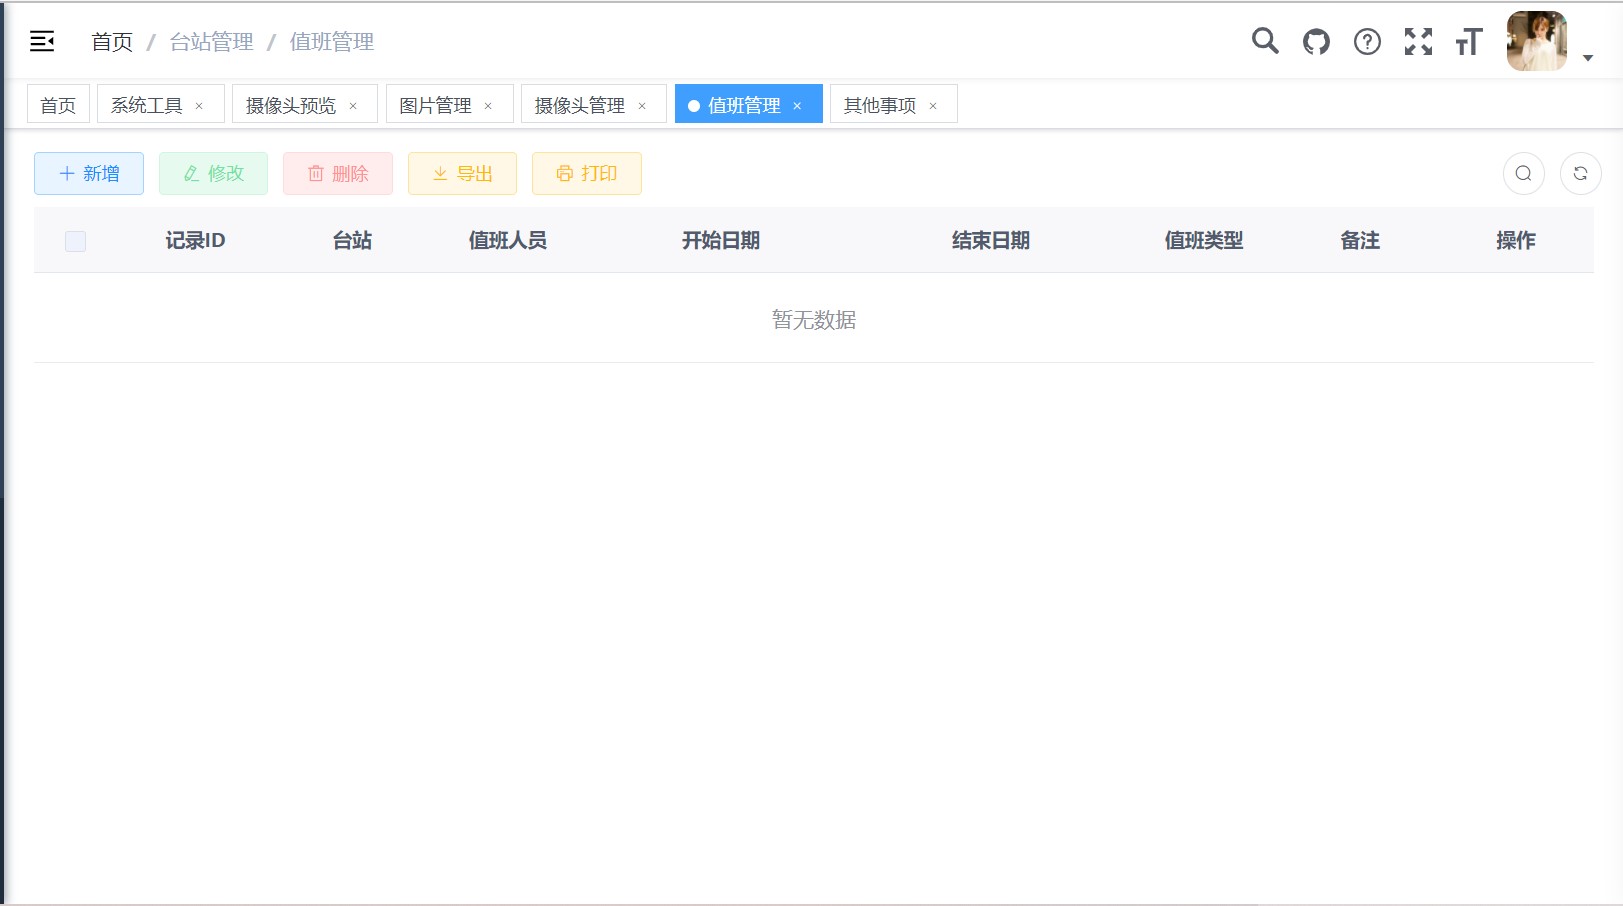 首页 / 台站管理 / 值班管理
首页 系统工具 × 摄像头预览 × 图片管理 × 摄像头管理 × 值班管理 × 其他事项 ×
新增 修改 删除 导出 打印
记录ID 台站 值班人员 开始日期 结束日期 值班类型 备注 操作
暂无数据